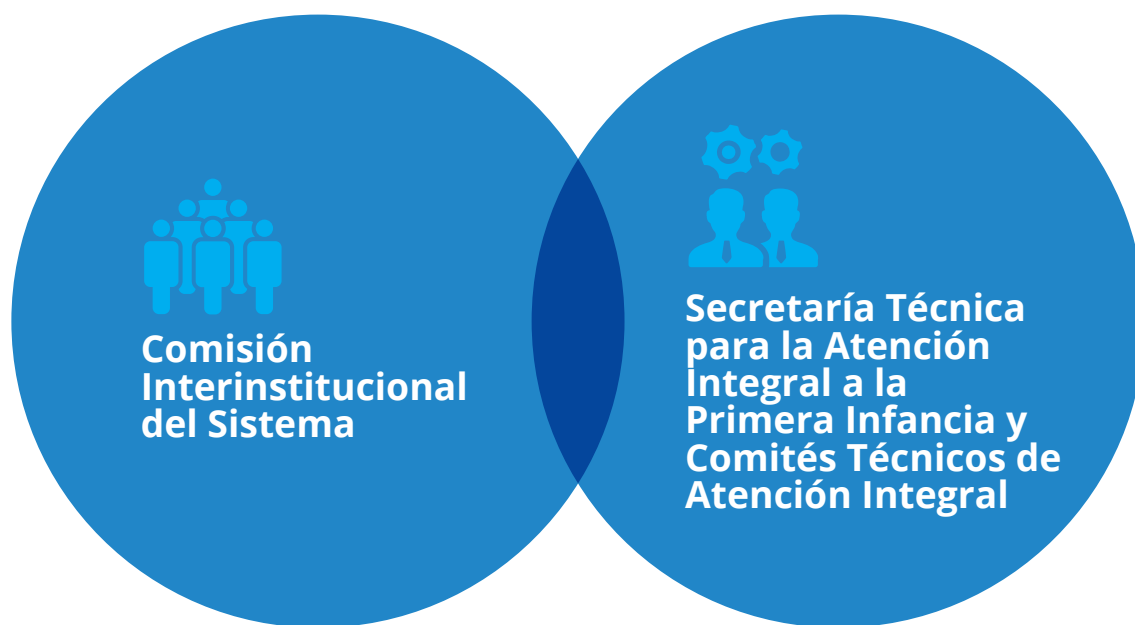 Comisión
Interinstitucional
del Sistema
Secretaría Técnica
para la Atención
Integral a la
Primera Infancia y
Comités Técnicos de
Atención Integral